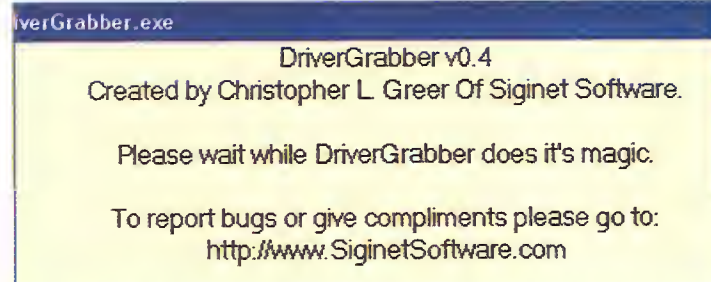 iverGrabber.exe
DriverGrabber v0.4
Created by Christopher L. Greer Of Siginet Software.
Please wait while DriverGrabber does it's magic.
To report bugs or give compliments please go to:
http://www.SiginetSoftware.com